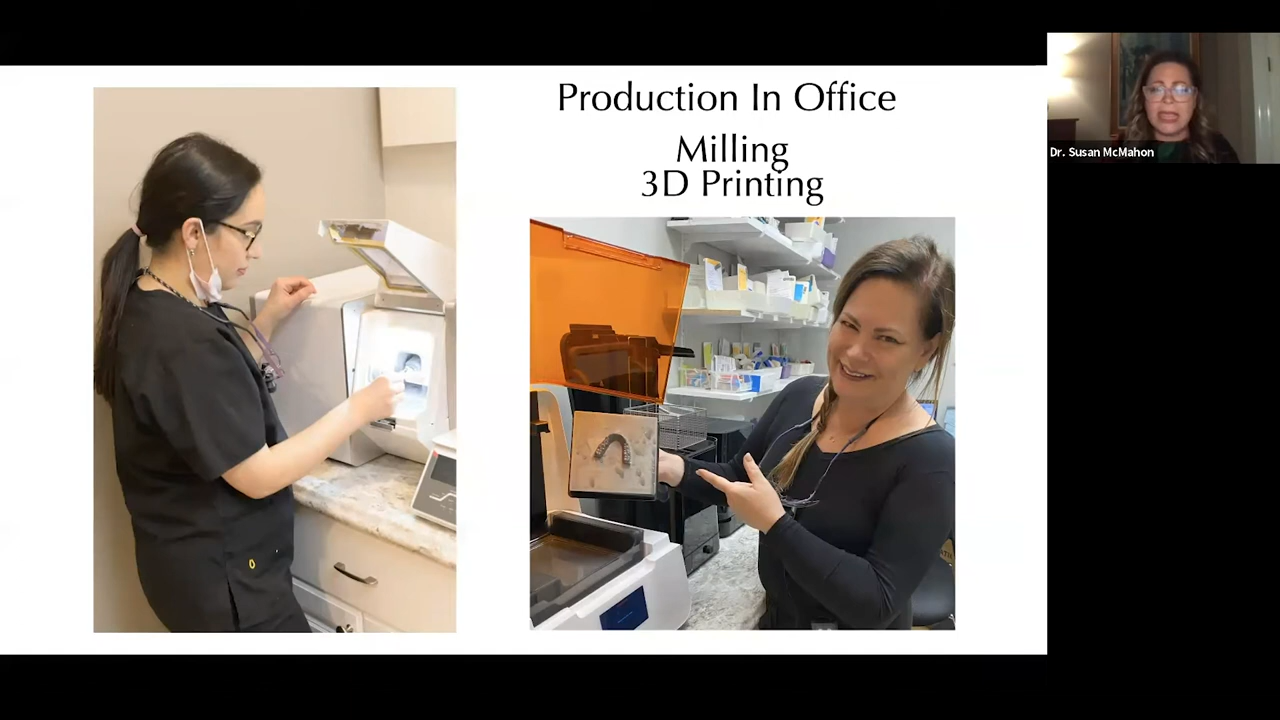 Production In Office
Milling
3D Printing
Dr. Susan McMahon